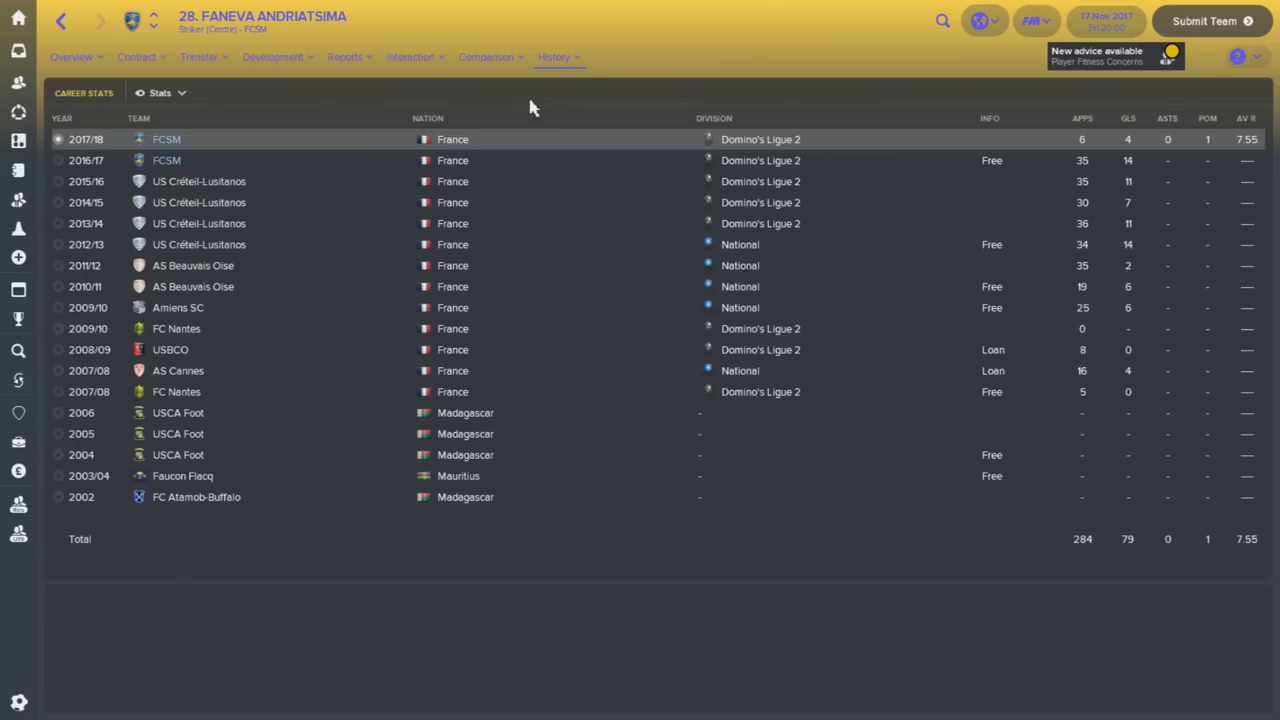 28. FANEVA ANDRIATSIMA
Striker (Centre) - FCSM
FM
17 Nov 2017
Fri 20:00
Submit Team
Overview Contract Transfer Development Reports Interaction Comparison History
New advice available
Player Fitness Concerns
?
CAREER STATS Stats
YEAR TEAM NATION DIVISION INFO APPS GLS ASTS POM AV R
2017/18 FCSM France Domino's Ligue 2 6 4 0 1 7.55
2016/17 FCSM France Domino's Ligue 2 Free 35 14 - - ----
2015/16 US Créteil-Lusitanos France Domino's Ligue 2 35 11 - - ----
2014/15 US Créteil-Lusitanos France Domino's Ligue 2 30 7 - - ----
2013/14 US Créteil-Lusitanos France Domino's Ligue 2 36 11 - - ----
2012/13 US Créteil-Lusitanos France National Free 34 14 - - ----
2011/12 AS Beauvais Oise France National 35 2 - - ----
2010/11 AS Beauvais Oise France National Free 19 6 - - ----
2009/10 Amiens SC France National Free 25 6 - - ----
2009/10 FC Nantes France Domino's Ligue 2 0 - - - ----
2008/09 USBCO France Domino's Ligue 2 Loan 8 0 - - ----
2007/08 AS Cannes France National Loan 16 4 - - ----
2007/08 FC Nantes France Domino's Ligue 2 Free 5 0 - - ----
2006 USCA Foot Madagascar - - - - - ----
2005 USCA Foot Madagascar - - - - - ----
2004 USCA Foot Madagascar - Free - - - - ----
2003/04 Faucon Flacq Mauritius - Free - - - - ----
2002 FC Atamob-Buffalo Madagascar - - - - - ----
Total 284 79 0 1 7.55